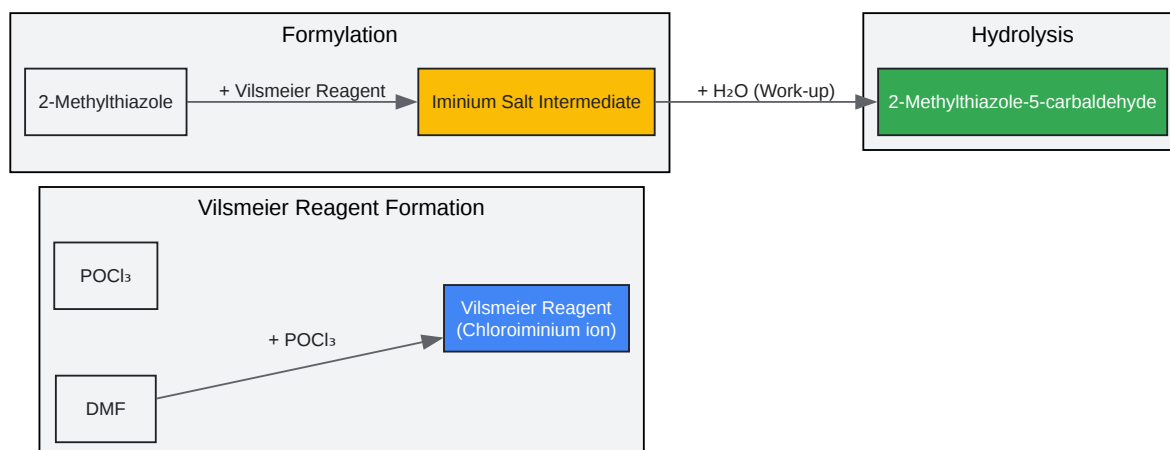 Formylation
2-Methylthiazole
+ Vilsmeier Reagent
Iminium Salt Intermediate
+ H₂O (Work-up)
Hydrolysis
2-Methylthiazole-5-carbaldehyde
Vilsmeier Reagent Formation
POCl₃
DMF
+ POCl₃
Vilsmeier Reagent
(Chloroiminium ion)